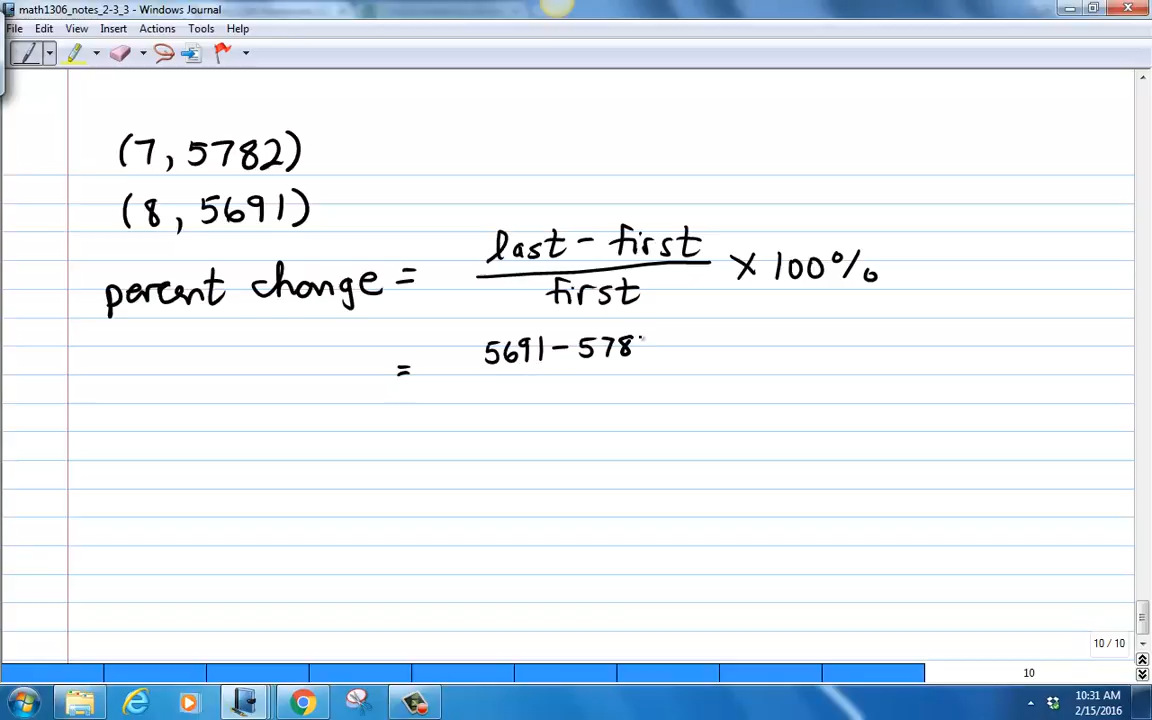 math1306_notes_2-3_3 - Windows Journal
File Edit View Insert Actions Tools Help
(7, 5782)
(8, 5691)
percent change = last - first / first × 100%
= 5691 - 578
10 / 10
10
10:31 AM
2/15/2016